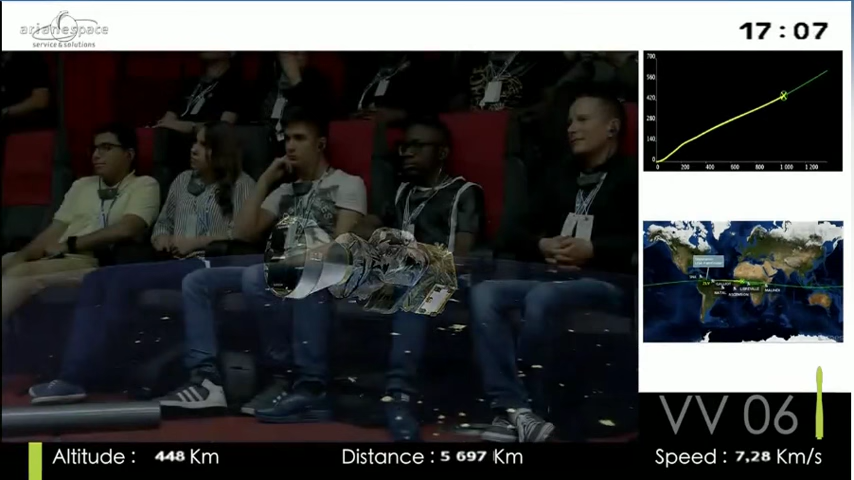 arianespace
service & solutions
17 : 07
700
560
420
280
140
0
0 200 400 600 800 1 000 1 200
VV 06
Altitude : 448 Km
Distance : 5 697 Km
Speed : 7,28 Km/s